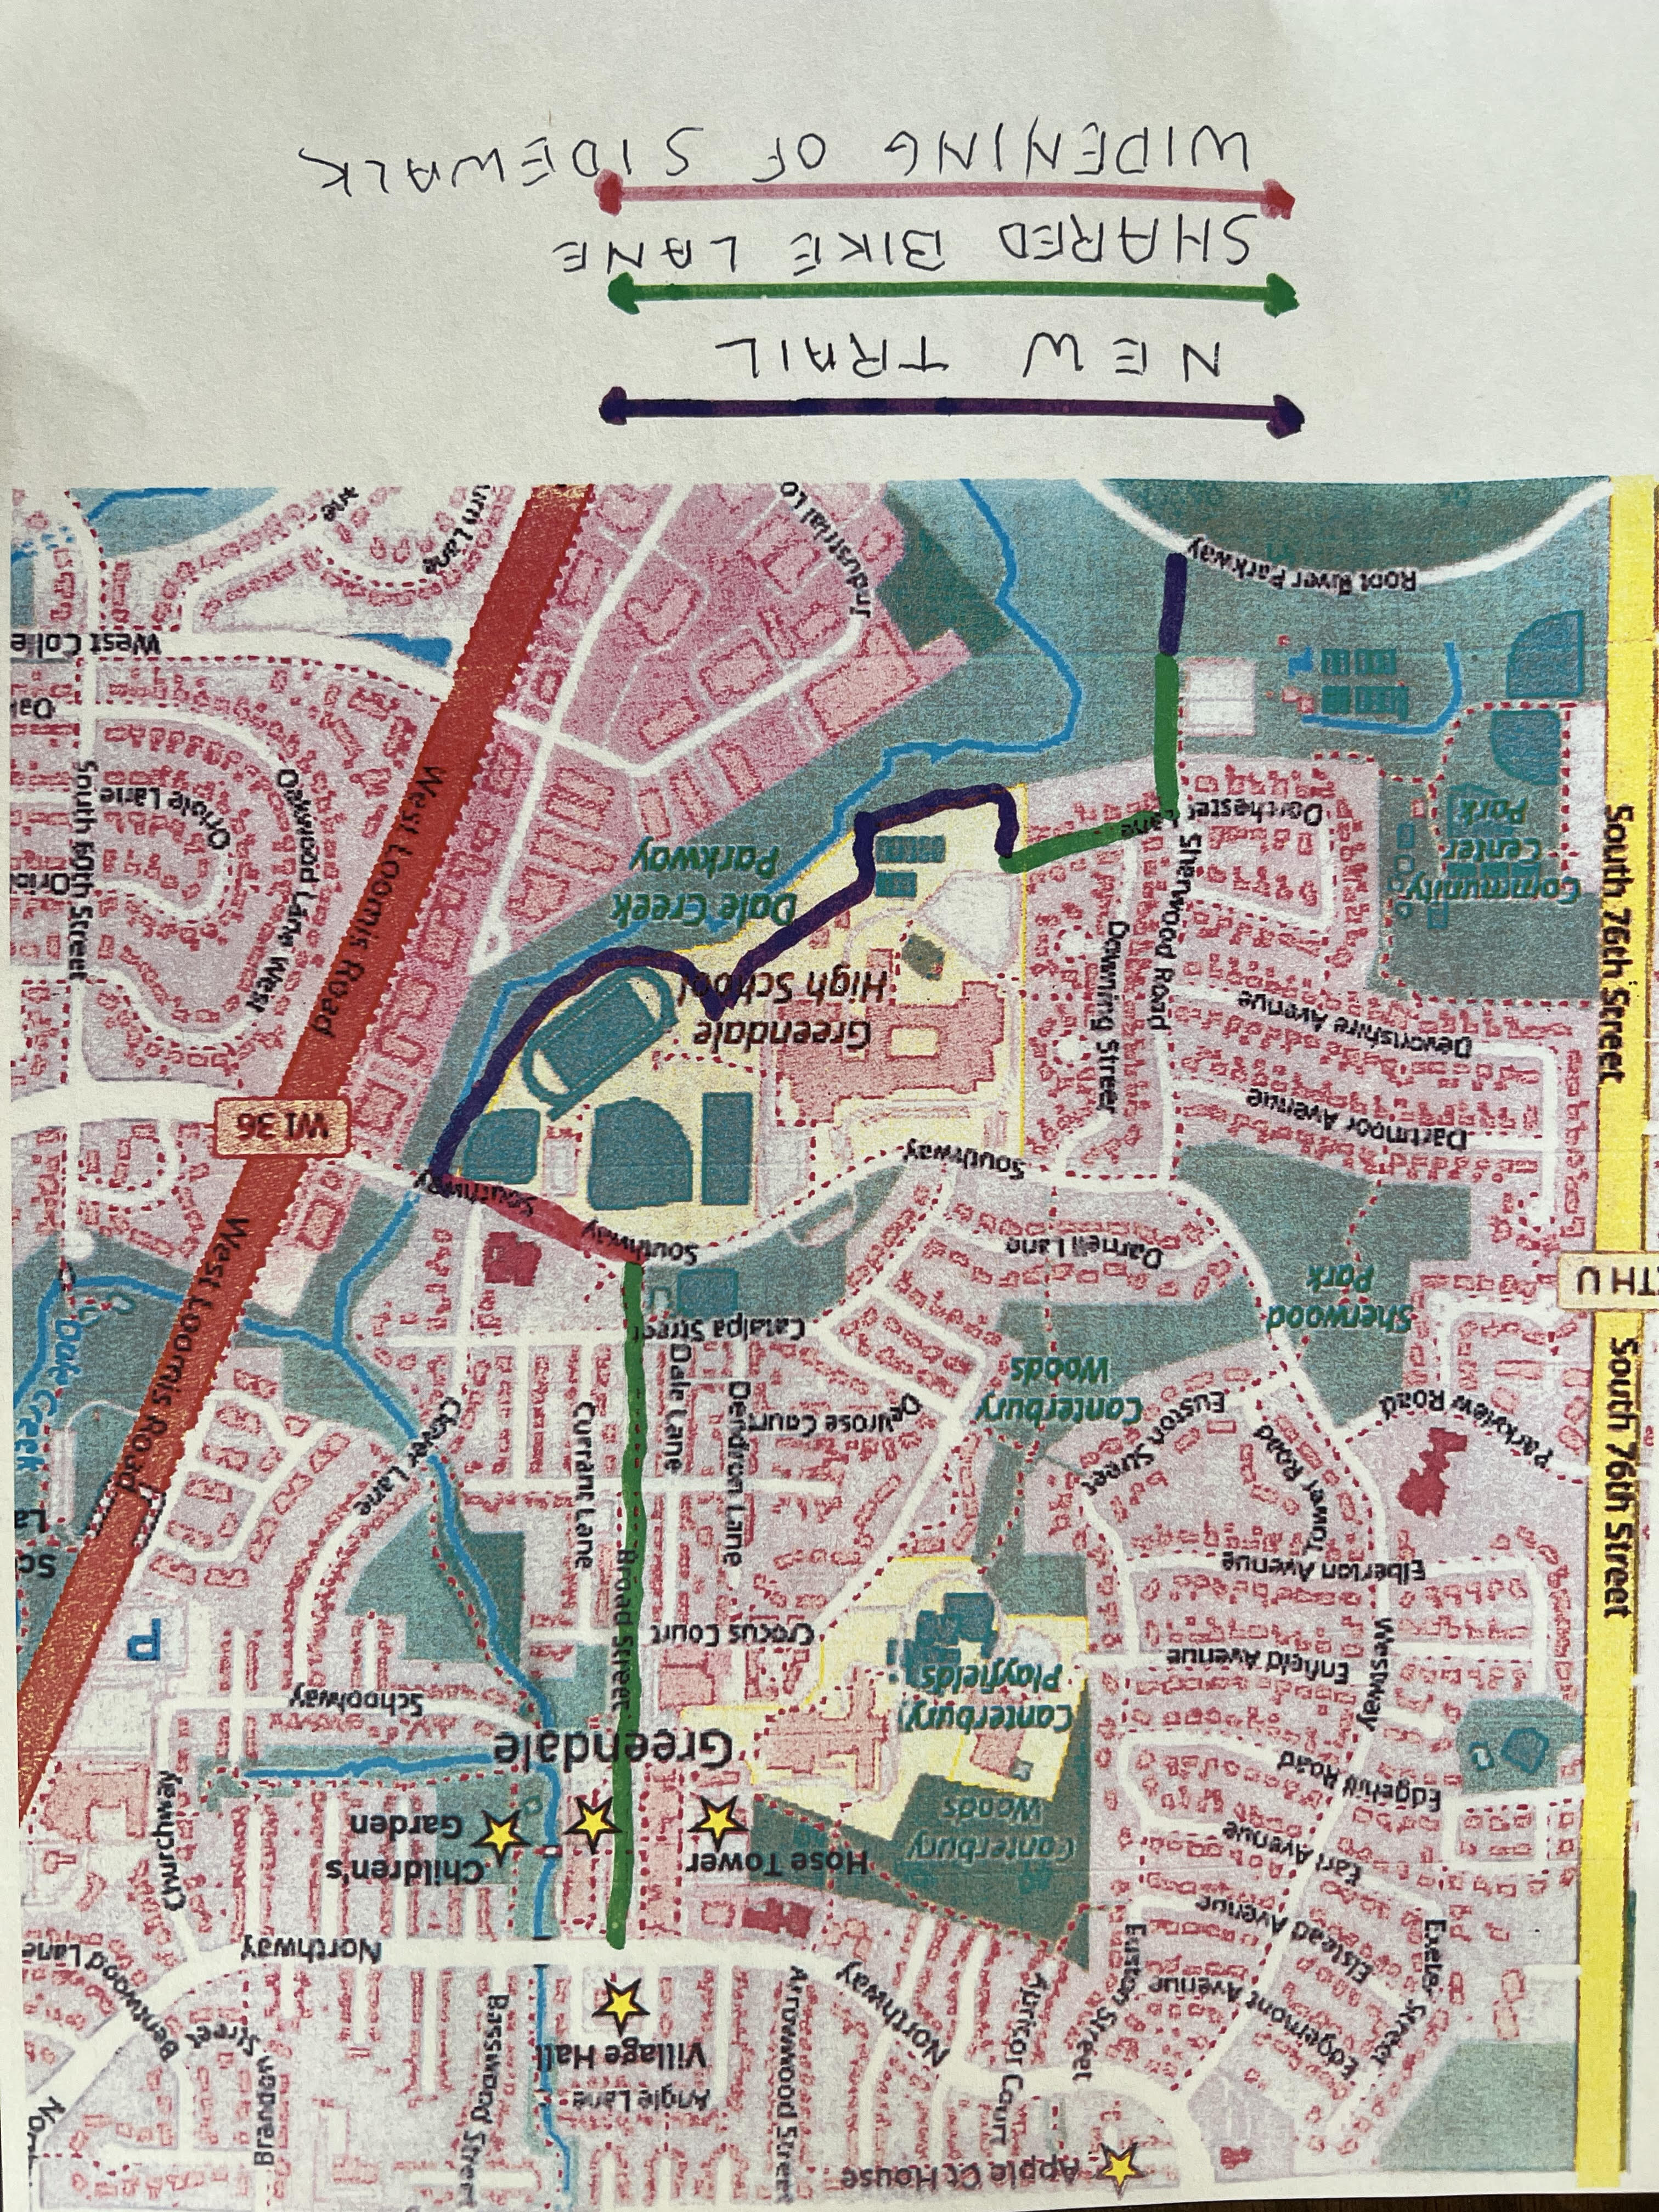 Apple Ct House
Arrowwood Street
Basswood Street
Brandon Street
Angle Lane
Village Hall
Apricot Court
Exeter Street
Edgemont Avenue
Euston Street
Northway
Bentwood Lane
Elstead Avenue
Northway
Churchway
Earl Avenue
Canterbury
Woods
Hose Tower
Children's
Garden
Edgehill Road
Greendale
Canterbury
Playfields
Schoolway
Westway
Enfield Avenue
Crocus Court
Broad Street
P
South 76th Street
Elberton Avenue
Tower Road
Dendron Lane
Currant Lane
Clover Lane
Parkview Road
Euston Street
Canterbury
Woods
Dale Lane
West Loomis Road
Dale Creek
Sherwood
Park
Catalpa Street
CTH U
Darnell Lane
Southway
Southway
Southway
Dartmoor Avenue
WI 36
Devonshire Avenue
Downing Street
Sherwood Road
Greendale
High School
South 76th Street
Community
Center
Park
Dale Creek
Parkway
West Loomis Road
Oakwood Lane West
South 60th Street
Oriole Lane
Dorchester Lane
West Colle
Root River Parkway
Industrial Lo
urn Lane
NEW TRAIL
SHARED BIKE LANE
WIDENING OF SIDEWALK